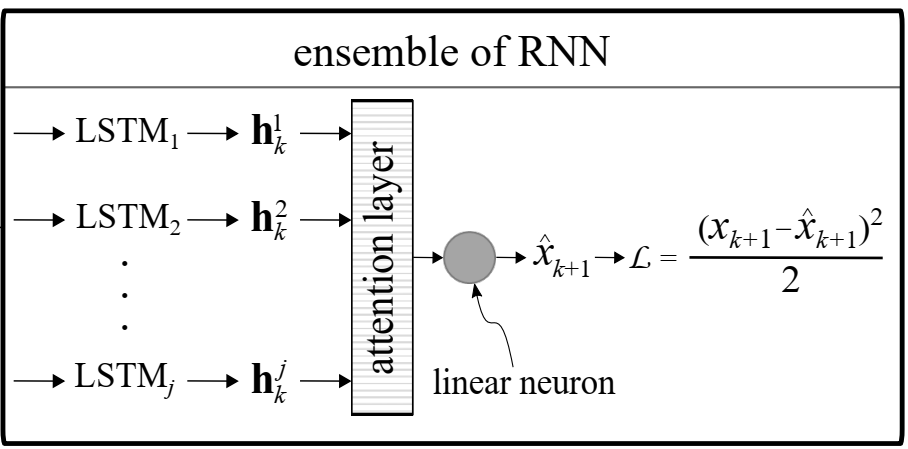 ensemble of RNN
LSTM₁ h¹ₖ
LSTM₂ h²ₖ
LSTMⱼ hʲₖ
attention layer
x̂ₖ₊₁ ℒ = (xₖ₊₁ − x̂ₖ₊₁)² / 2
linear neuron